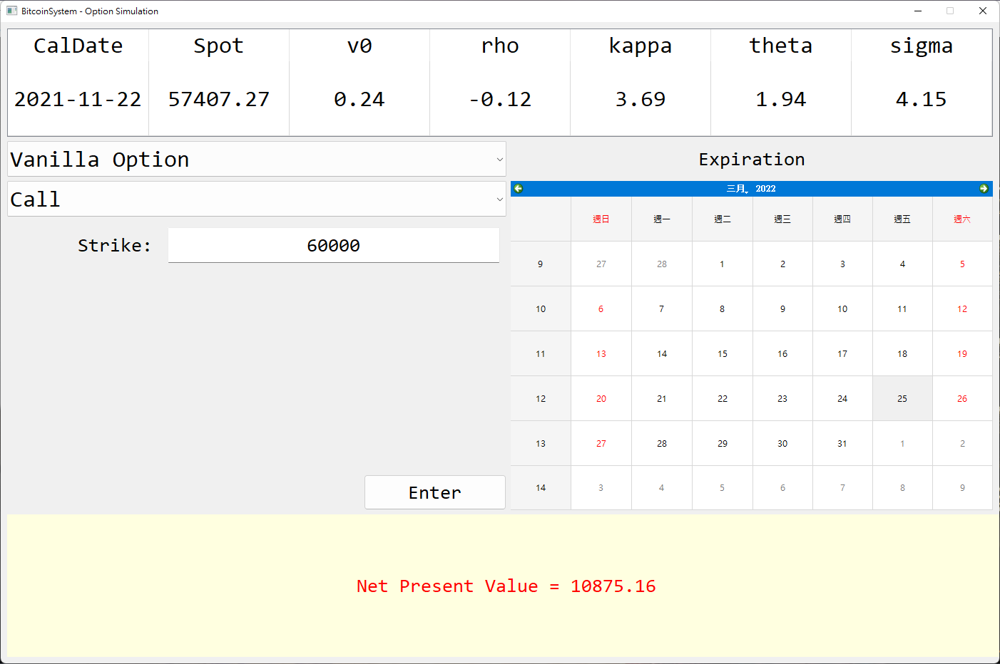 BitcoinSystem - Option Simulation
CalDate Spot v0 rho kappa theta sigma
2021-11-22 57407.27 0.24 -0.12 3.69 1.94 4.15
Vanilla Option
Call
Strike: 60000
Enter
Expiration
三月, 2022
週日 週一 週二 週三 週四 週五 週六
9 27 28 1 2 3 4 5
10 6 7 8 9 10 11 12
11 13 14 15 16 17 18 19
12 20 21 22 23 24 25 26
13 27 28 29 30 31 1 2
14 3 4 5 6 7 8 9
Net Present Value = 10875.16